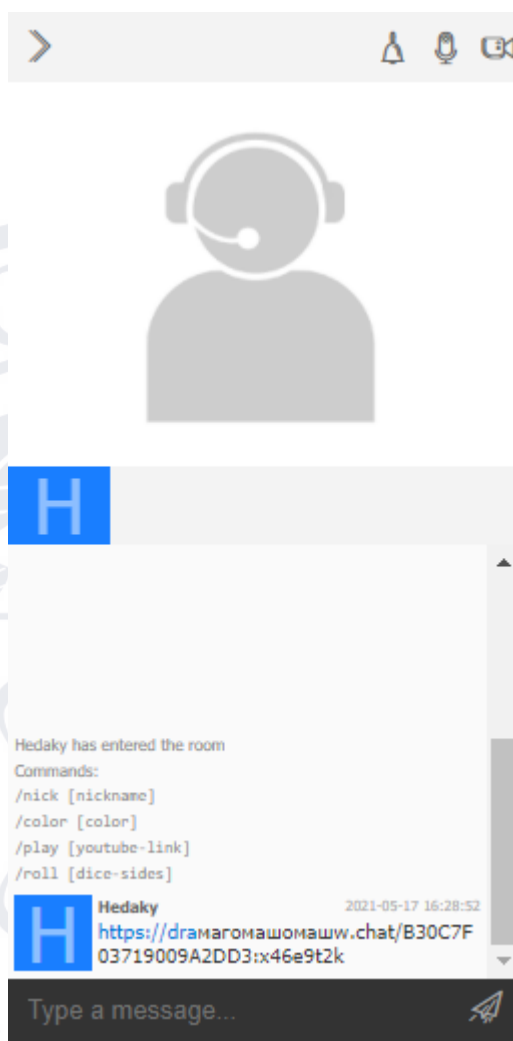 H
Hedaky has entered the room
Commands:
/nick [nickname]
/color [color]
/play [youtube-link]
/roll [dice-sides]
H
Hedaky 2021-05-17 16:28:52
https://draмагомашомашw.chat/B30C7F
03719009A2DD3:x46e9t2k
Type a message...